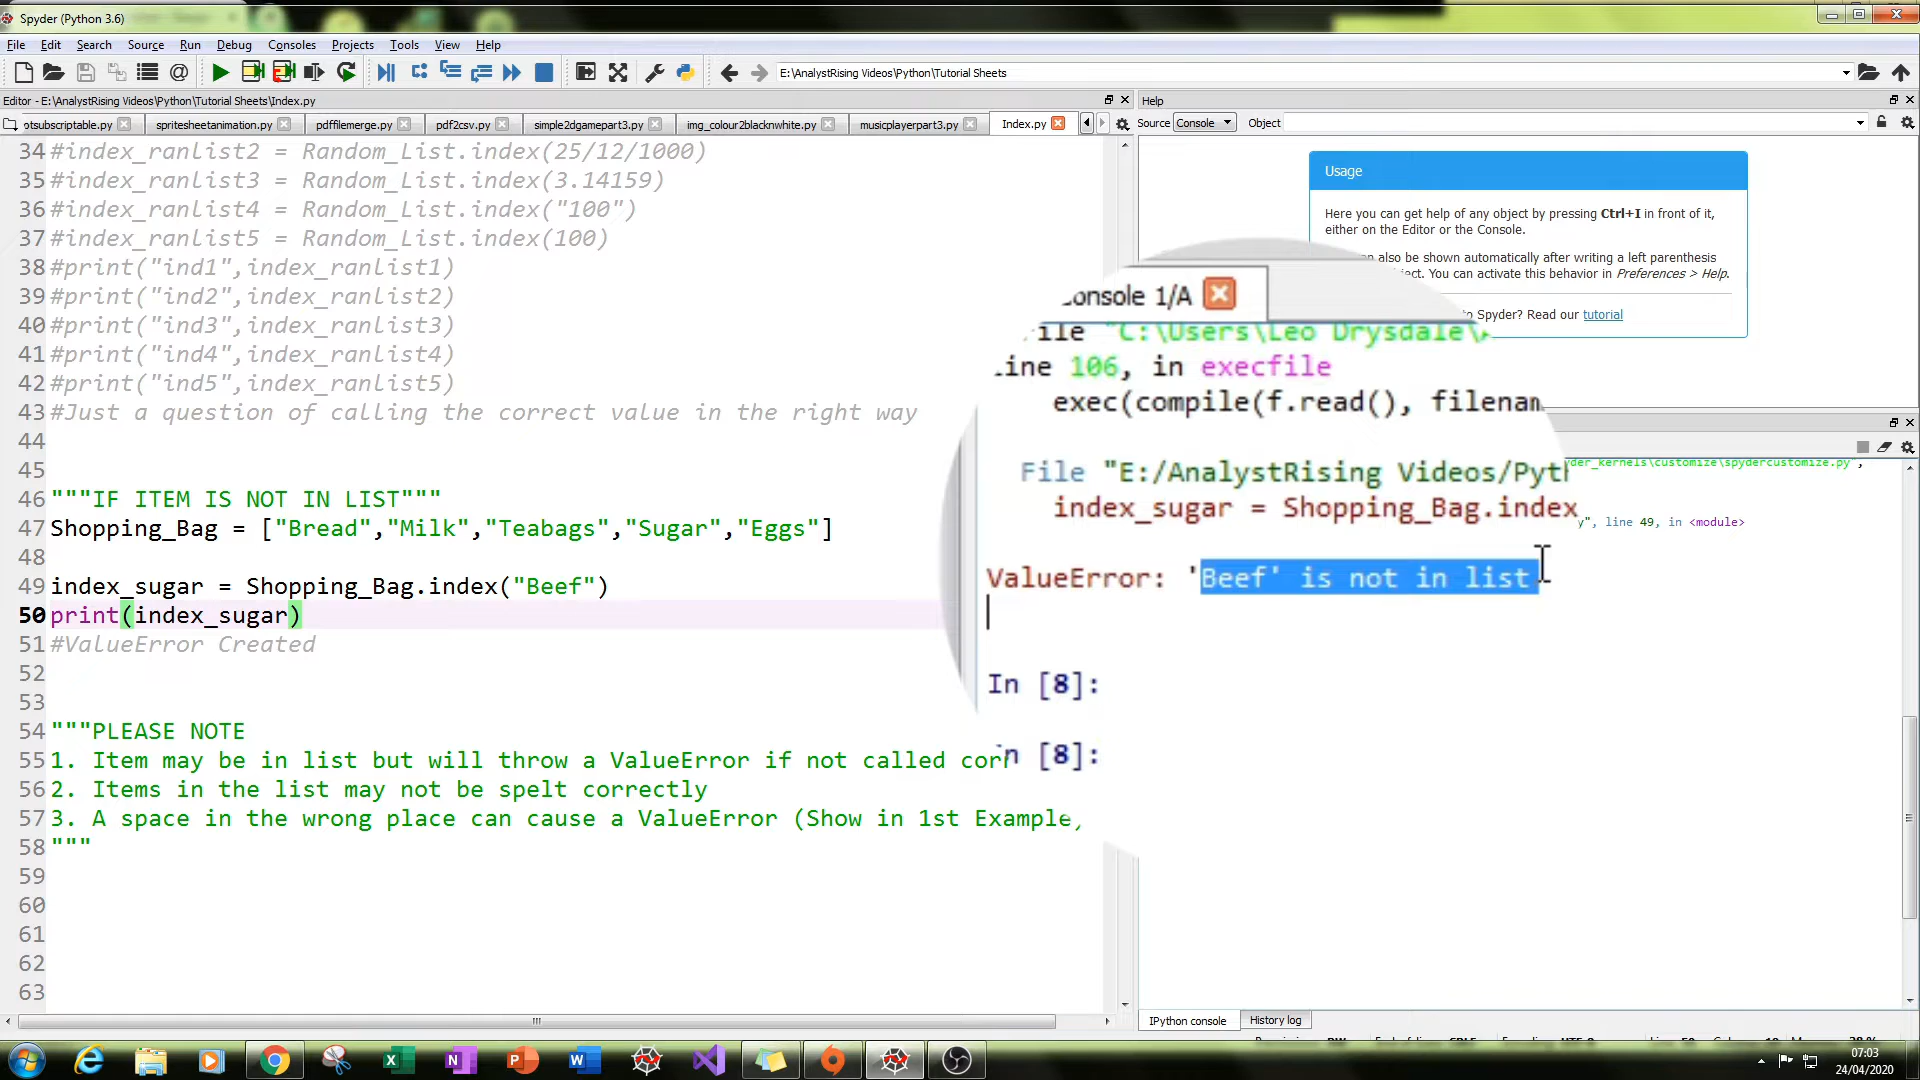 Spyder (Python 3.6)
File Edit Search Source Run Debug Consoles Projects Tools View Help
E:\AnalystRising Videos\Python\Tutorial Sheets
Editor - E:\AnalystRising Videos\Python\Tutorial Sheets\Index.py
Help
otsubscriptable.py spritesheetanimation.py pdffilemerge.py pdf2csv.py simple2dgamepart3.py img_colour2blacknwhite.py musicplayerpart3.py Index.py
Source Console Object
34 #index_ranlist2 = Random_List.index(25/12/1000)
35 #index_ranlist3 = Random_List.index(3.14159)
36 #index_ranlist4 = Random_List.index("100")
37 #index_ranlist5 = Random_List.index(100)
38 #print("ind1",index_ranlist1)
39 #print("ind2",index_ranlist2)
40 #print("ind3",index_ranlist3)
41 #print("ind4",index_ranlist4)
42 #print("ind5",index_ranlist5)
43 #Just a question of calling the correct value in the right way
44
45
46 """IF ITEM IS NOT IN LIST"""
47 Shopping_Bag = ["Bread","Milk","Teabags","Sugar","Eggs"]
48
49 index_sugar = Shopping_Bag.index("Beef")
50 print(index_sugar)
51 #ValueError Created
52
53
54 """PLEASE NOTE
55 1. Item may be in list but will throw a ValueError if not called corr
56 2. Items in the list may not be spelt correctly
57 3. A space in the wrong place can cause a ValueError (Show in 1st Example,
58 """
59
60
61
62
63
Usage
Here you can get help of any object by pressing Ctrl+I in front of it,
either on the Editor or the Console.
also be shown automatically after writing a left parenthesis
ject. You can activate this behavior in Preferences > Help.
to Spyder? Read our tutorial
onsole 1/A
File "C:\Users\Leo Drysdale\
line 106, in execfile
exec(compile(f.read(), filenam
yder_kernels\customize\spydercustomize.py",
File "E:/AnalystRising Videos/Pyth
index_sugar = Shopping_Bag.index
y", line 49, in <module>
ValueError: 'Beef' is not in list
In [8]:
In [8]:
IPython console History log
07:03
24/04/2020